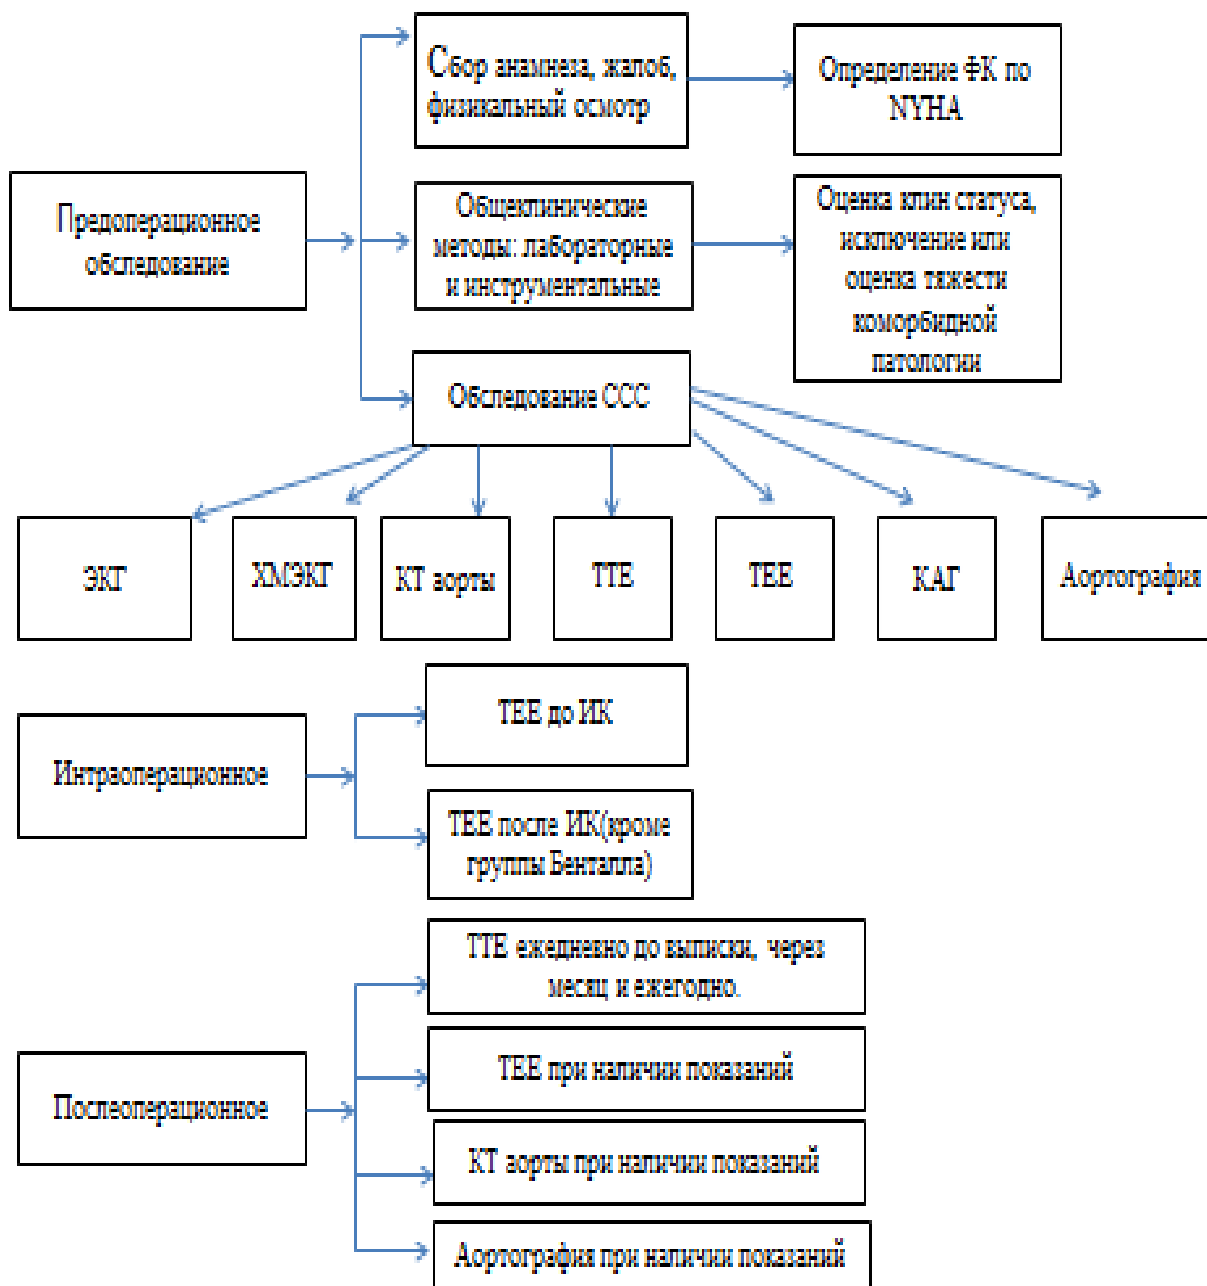 Сбор анамнеза, жалоб,
физикальный осмотр
Определение ФК по
NYHA
Предоперационное
обследование
Общеклинические
методы: лабораторные
и инструментальные
Оценка клин статуса,
исключение или
оценка тяжести
коморбидной
патологии
Обследование ССС
ЭКГ
ХМЭКГ
КТ аорты
ТТЕ
ТЕЕ
КАГ
Аортография
Интраоперационное
ТЕЕ до ИК
ТЕЕ после ИК(кроме
группы Бенталла)
Послеоперационное
ТТЕ ежедневно до выписки, через
месяц и ежегодно.
ТЕЕ при наличии показаний
КТ аорты при наличии показаний
Аортография при наличии показаний